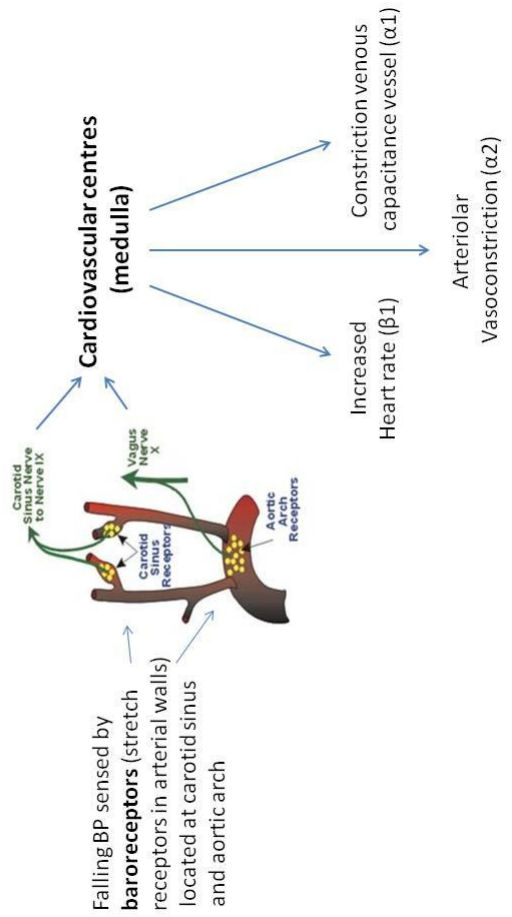 Falling BP sensed by
baroreceptors (stretch
receptors in arterial walls)
located at carotid sinus
and aortic arch
Carotid
Sinus Nerve
to Nerve IX
Carotid
Sinus
Receptors
Vagus
Nerve
X
Aortic
Arch
Receptors
Cardiovascular centres
(medulla)
Increased
Heart rate (β1)
Arteriolar
Vasoconstriction (α2)
Constriction venous
capacitance vessel (α1)